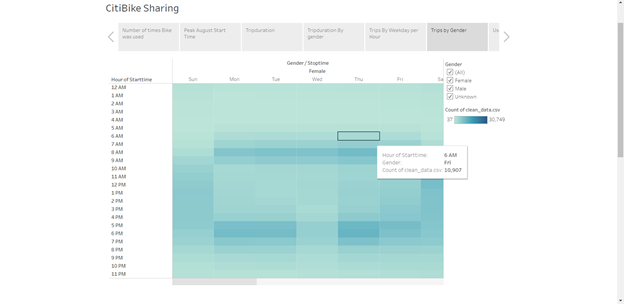 CitiBike Sharing
Number of times Bike was used
Peak August Start Time
Tripduration
Tripduration By gender
Trips By Weekday per Hour
Trips by Gender
Us
Gender / Stoptime
Female
Hour of Starttime
Sun
Mon
Tue
Wed
Thu
Fri
Sa
12 AM
1 AM
2 AM
3 AM
4 AM
5 AM
6 AM
7 AM
8 AM
9 AM
10 AM
11 AM
12 PM
1 PM
2 PM
3 PM
4 PM
5 PM
6 PM
7 PM
8 PM
9 PM
10 PM
11 PM
Gender
(All)
Female
Male
Unknown
Count of clean_data.csv
37
30,749
Hour of Starttime: 6 AM
Gender: Fri
Count of clean_data.csv: 10,907